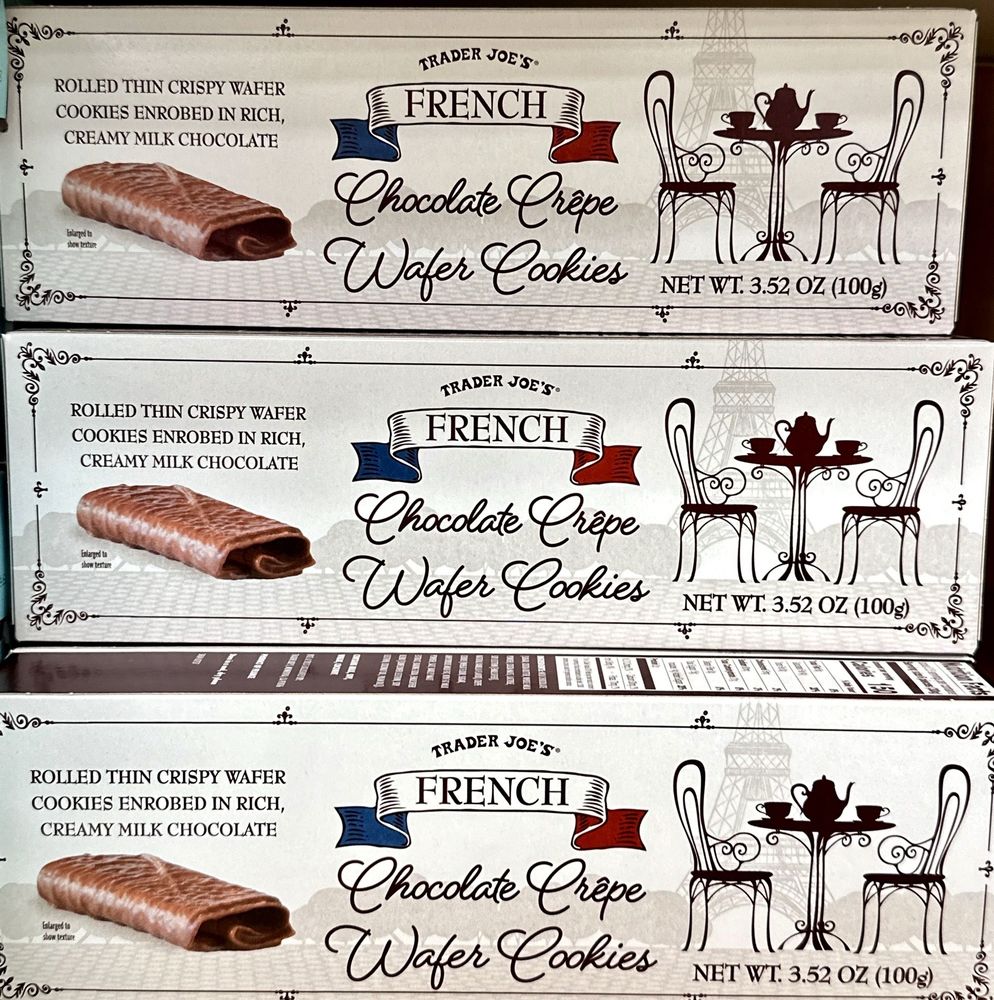 TRADER JOE'S
FRENCH
Chocolate Crêpe
Wafer Cookies
ROLLED THIN CRISPY WAFER
COOKIES ENROBED IN RICH,
CREAMY MILK CHOCOLATE
Enlarged to
show texture
NET WT. 3.52 OZ (100g)
TRADER JOE'S
FRENCH
Chocolate Crêpe
Wafer Cookies
ROLLED THIN CRISPY WAFER
COOKIES ENROBED IN RICH,
CREAMY MILK CHOCOLATE
Enlarged to
show texture
NET WT. 3.52 OZ (100g)
TRADER JOE'S
FRENCH
Chocolate Crêpe
Wafer Cookies
ROLLED THIN CRISPY WAFER
COOKIES ENROBED IN RICH,
CREAMY MILK CHOCOLATE
Enlarged to
show texture
NET WT. 3.52 OZ (100g)